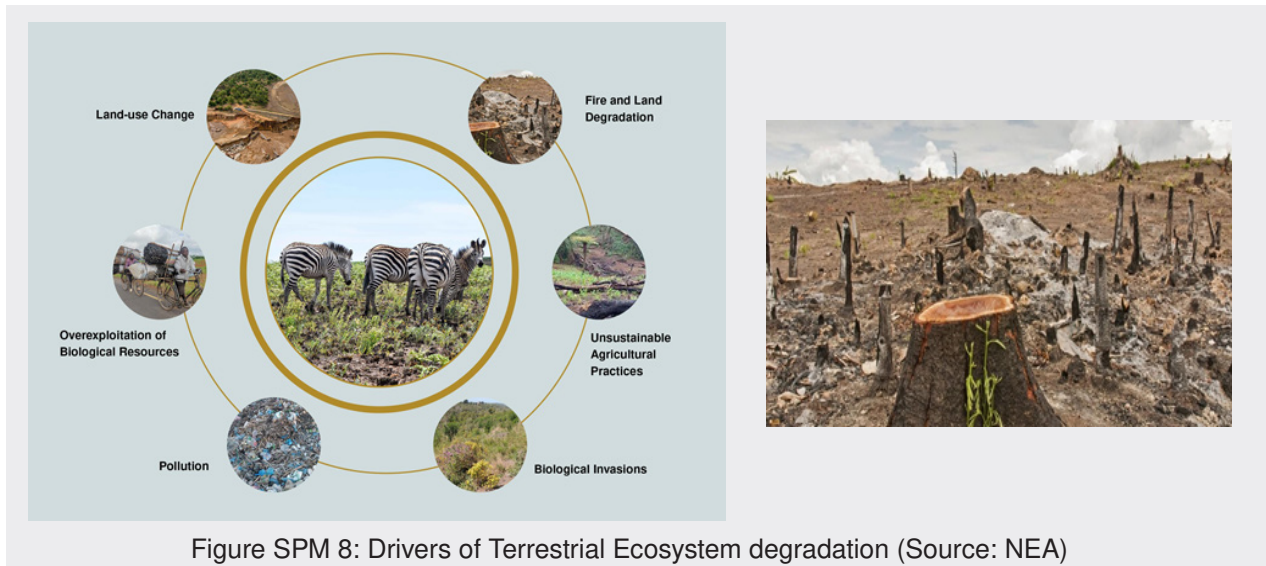 Land-use Change
Fire and Land
Degradation
Overexploitation of
Biological Resources
Unsustainable
Agricultural
Practices
Pollution
Biological Invasions
Figure SPM 8: Drivers of Terrestrial Ecosystem degradation (Source: NEA)